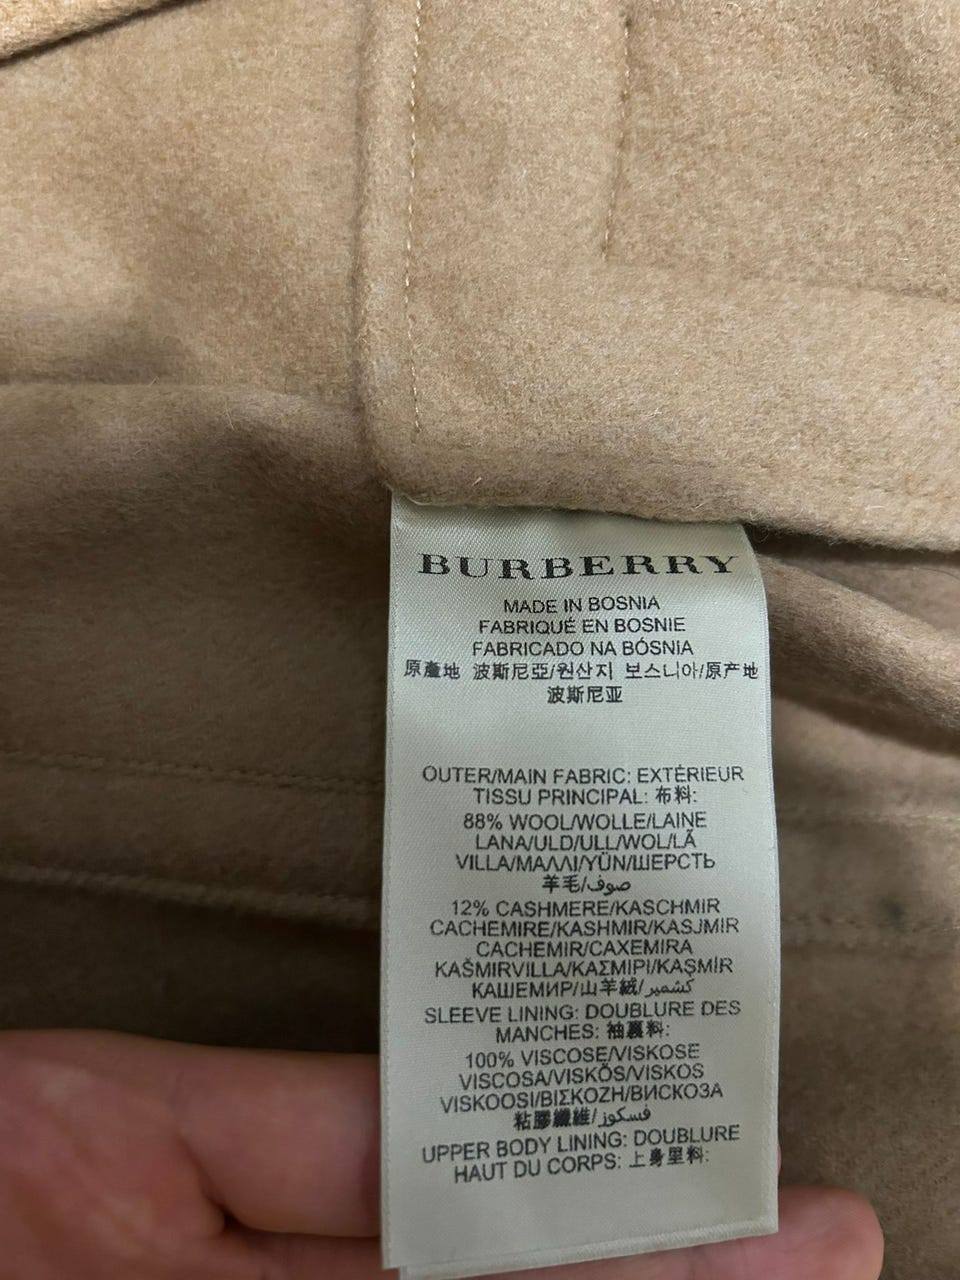 BURBERRY
MADE IN BOSNIA
FABRIQUÉ EN BOSNIE
FABRICADO NA BÓSNIA
原產地 波斯尼亞/원산지 보스니아/原产地
波斯尼亚
OUTER/MAIN FABRIC: EXTÉRIEUR
TISSU PRINCIPAL: 布料:
88% WOOL/WOLLE/LAINE
LANA/ULD/ULL/WOL/LÃ
VILLA/ΜΑΛΛΙ/YÜN/ШЕРСТЬ
羊毛/صوف
12% CASHMERE/KASCHMIR
CACHEMIRE/KASHMIR/KASJMIR
CACHEMIR/CAXEMIRA
KAŠMIRVILLA/ΚΑΣΜΙΡΙ/KAŞMİR
КАШЕМИР/山羊絨/كشمير
SLEEVE LINING: DOUBLURE DES
MANCHES: 袖裏料:
100% VISCOSE/VISKOSE
VISCOSA/VISKÕS/VISKOS
VISKOOSI/ΒΙΣΚΟΖΗ/ВИСКОЗА
粘膠纖維/فسكوز
UPPER BODY LINING: DOUBLURE
HAUT DU CORPS: 上身里料: